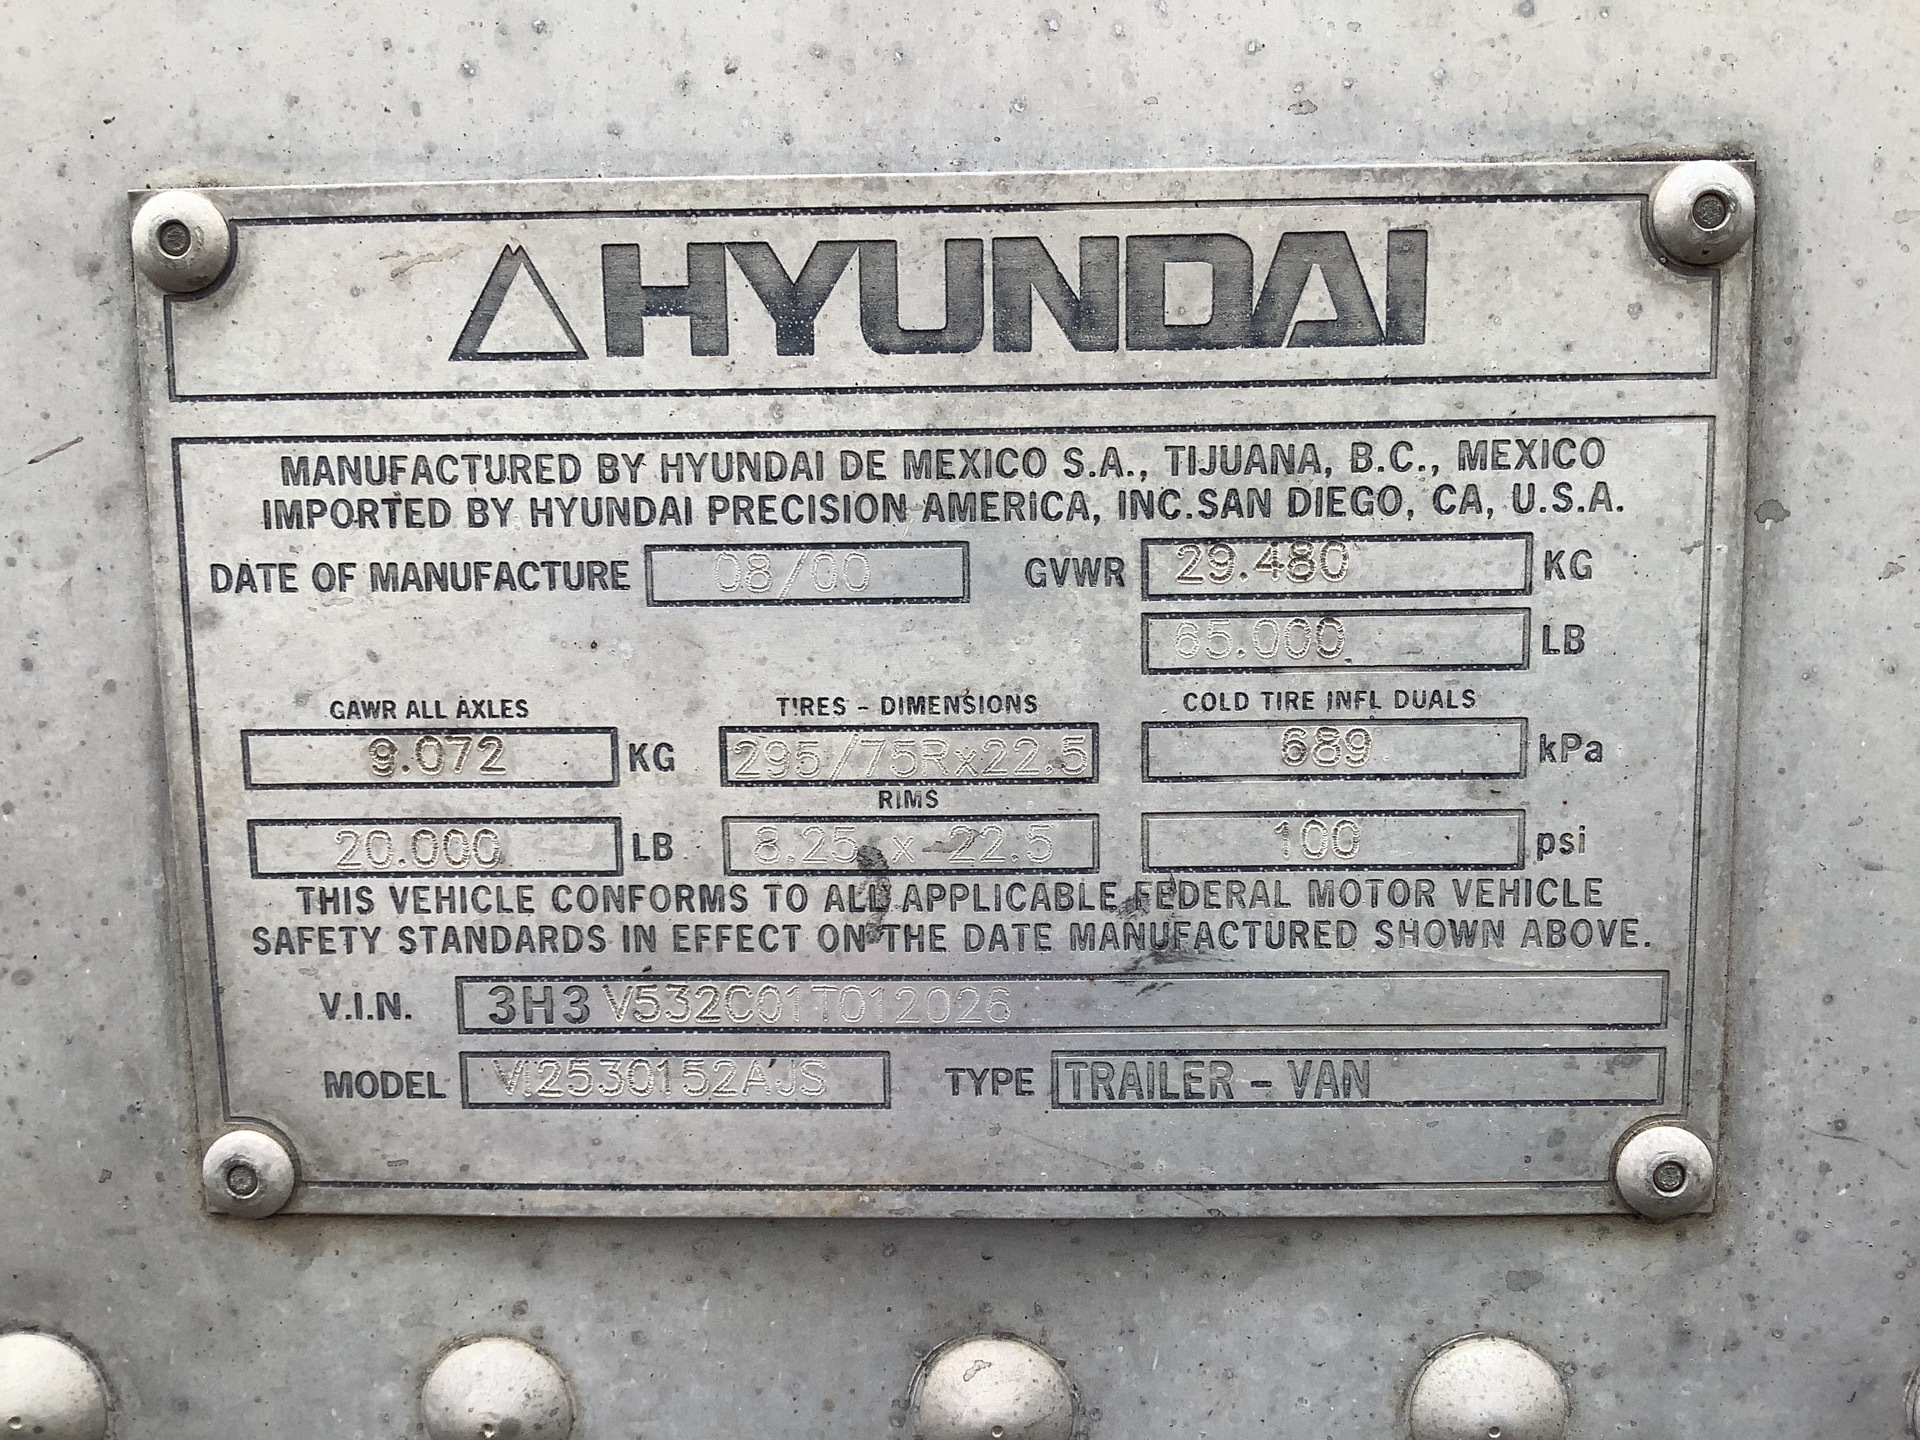 HYUNDAI
MANUFACTURED BY HYUNDAI DE MEXICO S.A., TIJUANA, B.C., MEXICO
IMPORTED BY HYUNDAI PRECISION AMERICA, INC.SAN DIEGO, CA, U.S.A.
DATE OF MANUFACTURE 08/00 GVWR 29.480 KG
65.000 LB
GAWR ALL AXLES TIRES - DIMENSIONS COLD TIRE INFL DUALS
9.072 KG 295/75Rx22.5 689 kPa
RIMS
20.000 LB 8.25 x 22.5 100 psi
THIS VEHICLE CONFORMS TO ALL APPLICABLE FEDERAL MOTOR VEHICLE
SAFETY STANDARDS IN EFFECT ON THE DATE MANUFACTURED SHOWN ABOVE.
V.I.N. 3H3V532C01T012026
MODEL VI2530152AJS TYPE TRAILER - VAN